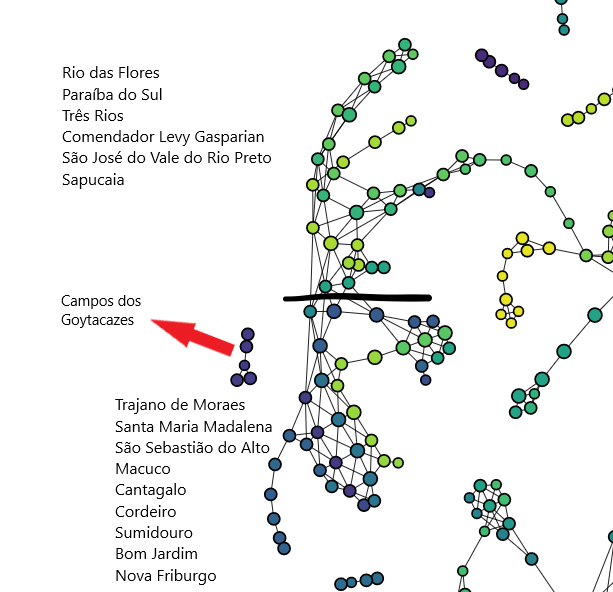 Rio das Flores
Paraíba do Sul
Três Rios
Comendador Levy Gasparian
São José do Vale do Rio Preto
Sapucaia
Campos dos
Goytacazes
Trajano de Moraes
Santa Maria Madalena
São Sebastião do Alto
Macuco
Cantagalo
Cordeiro
Sumidouro
Bom Jardim
Nova Friburgo